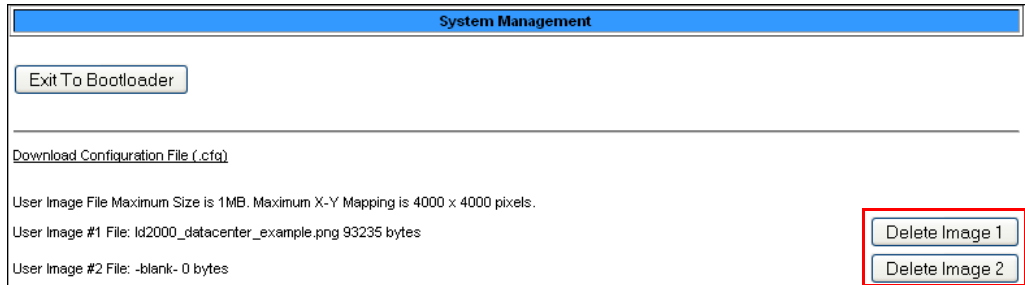 System Management
Exit To Bootloader
Download Configuration File (.cfg)
User Image File Maximum Size is 1MB. Maximum X-Y Mapping is 4000 x 4000 pixels.
User Image #1 File: ld2000_datacenter_example.png 93235 bytes
Delete Image 1
User Image #2 File: -blank- 0 bytes
Delete Image 2